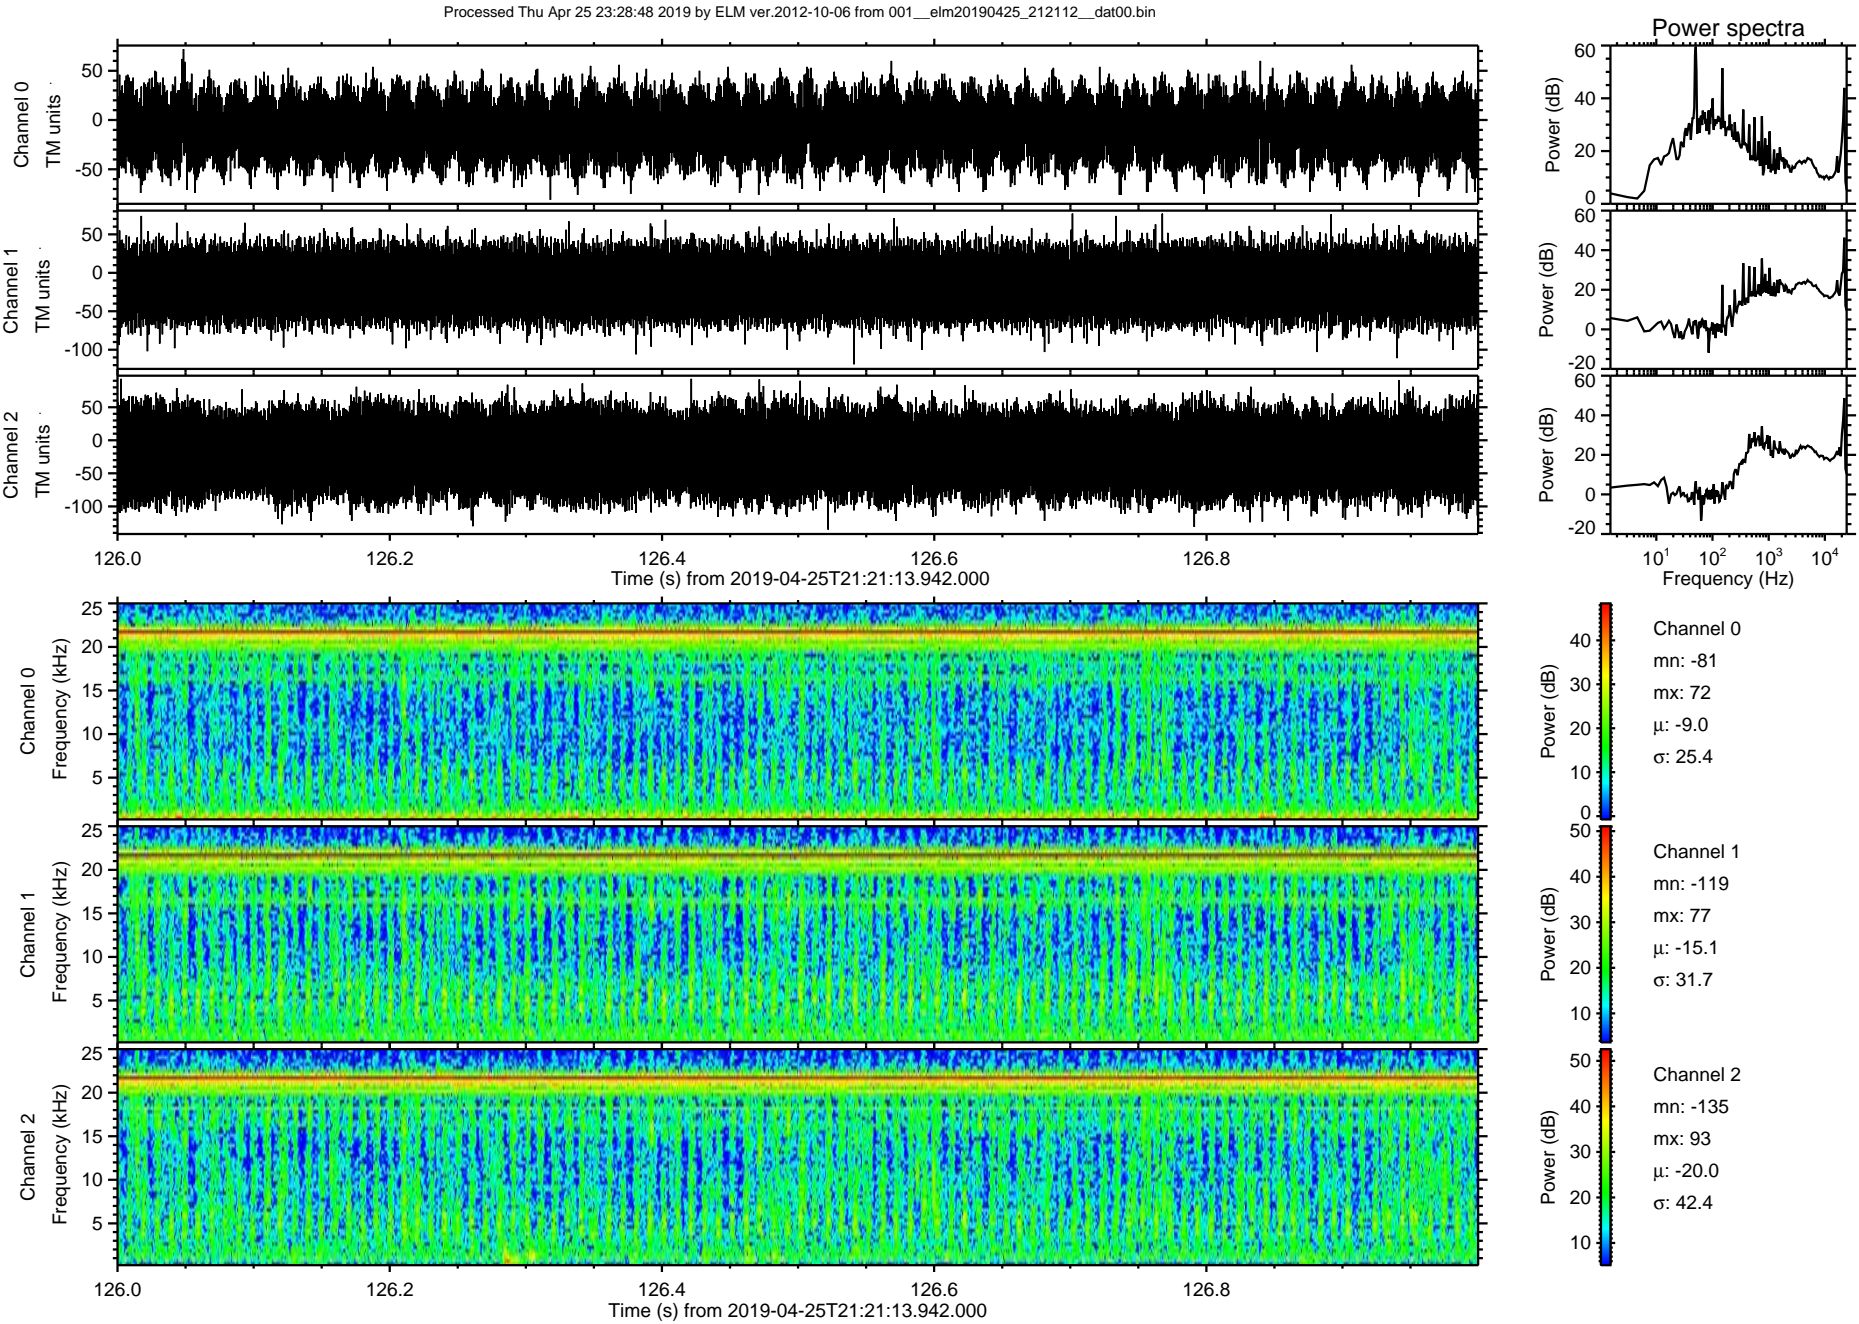 Processed Thu Apr 25 23:28:48 2019 by ELM ver.2012-10-06 from 001__elm20190425_212112__dat00.bin
Power spectra
Channel 0
TM units
50
0
-50
Power (dB)
60
40
20
0
Channel 1
TM units
50
0
-50
-100
Power (dB)
60
40
20
0
-20
Channel 2
TM units
50
0
-50
-100
Power (dB)
60
40
20
0
-20
126.0 126.2 126.4 126.6 126.8
Time (s) from 2019-04-25T21:21:13.942.000
10^1 10^2 10^3 10^4
Frequency (Hz)
Channel 0
Frequency (kHz)
25
20
15
10
5
Power (dB)
40
30
20
10
0
Channel 0
mn: -81
mx: 72
µ: -9.0
σ: 25.4
Channel 1
Frequency (kHz)
25
20
15
10
5
Power (dB)
50
40
30
20
10
Channel 1
mn: -119
mx: 77
µ: -15.1
σ: 31.7
Channel 2
Frequency (kHz)
25
20
15
10
5
Power (dB)
50
40
30
20
10
Channel 2
mn: -135
mx: 93
µ: -20.0
σ: 42.4
126.0 126.2 126.4 126.6 126.8
Time (s) from 2019-04-25T21:21:13.942.000